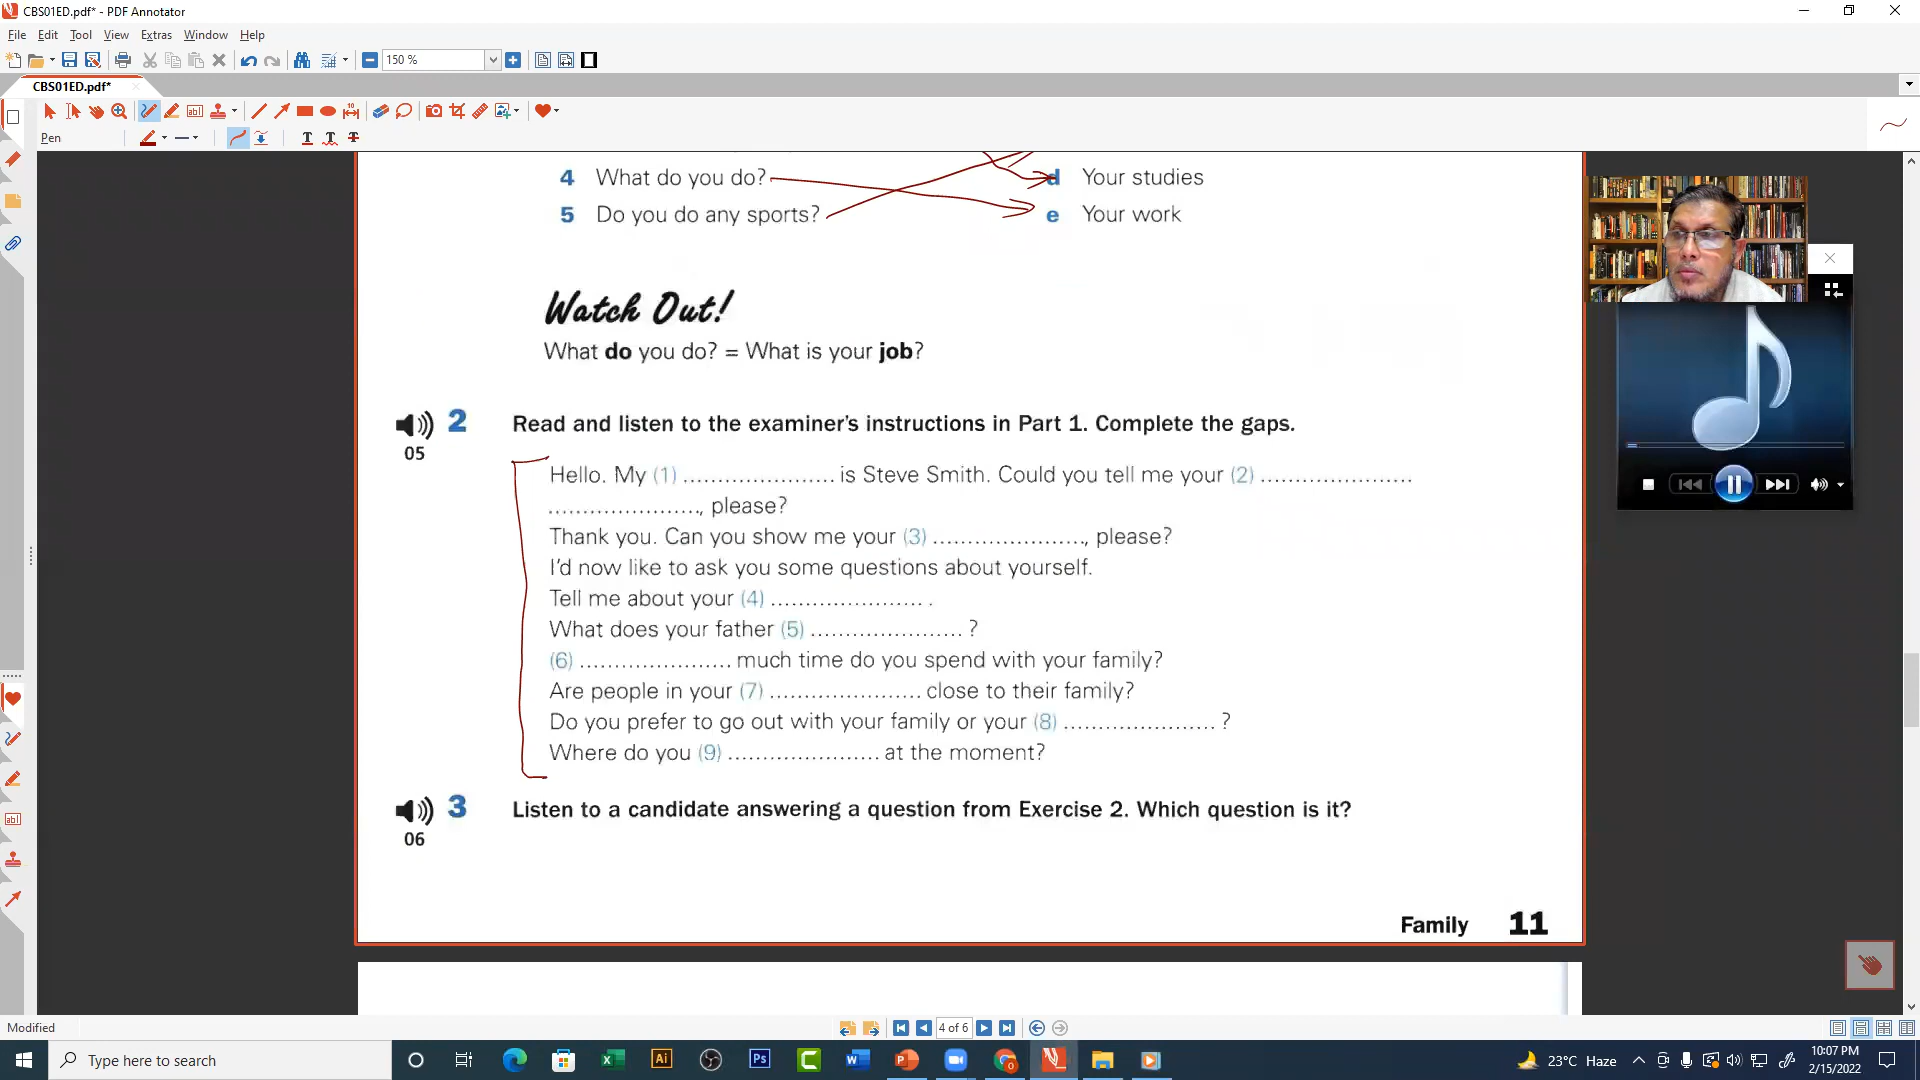 CBS01ED.pdf* - PDF Annotator
File Edit Tool View Extras Window Help
150 %
CBS01ED.pdf*
Pen
4 What do you do? d Your studies
5 Do you do any sports? e Your work
Watch Out!
What do you do? = What is your job?
05 2 Read and listen to the examiner's instructions in Part 1. Complete the gaps.
Hello. My (1) ...................... is Steve Smith. Could you tell me your (2) ......................
......................, please?
Thank you. Can you show me your (3) ......................, please?
I'd now like to ask you some questions about yourself.
Tell me about your (4) ...................... .
What does your father (5) ...................... ?
(6) ...................... much time do you spend with your family?
Are people in your (7) ...................... close to their family?
Do you prefer to go out with your family or your (8) ...................... ?
Where do you (9) ...................... at the moment?
06 3 Listen to a candidate answering a question from Exercise 2. Which question is it?
Family 11
Modified
4 of 6
Type here to search
23°C Haze
10:07 PM
2/15/2022